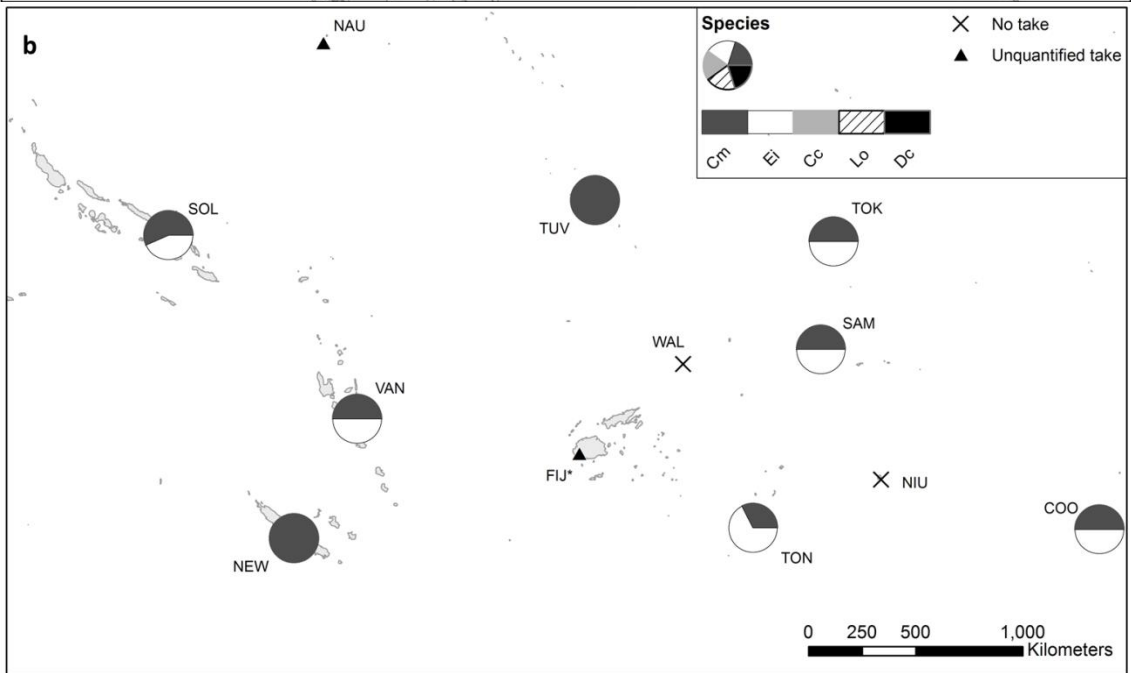 b
NAU
Species
No take
Unquantified take
Cm Ei Cc Lo Dc
SOL
TUV
TOK
SAM
WAL
VAN
FIJ*
NIU
COO
NEW
TON
0 250 500 1,000
Kilometers